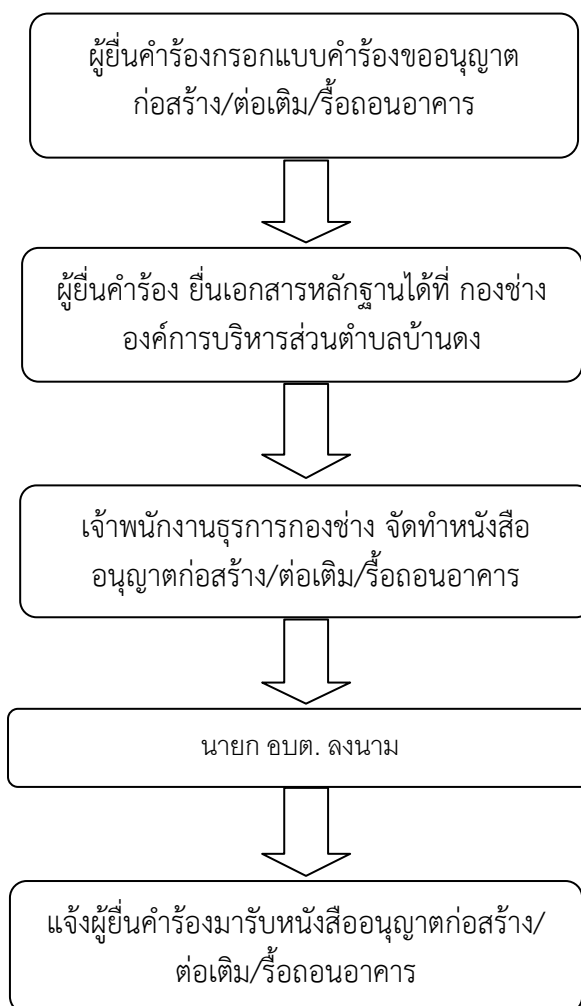 ผู้ยื่นคำร้องกรอกแบบคำร้องขออนุญาต
ก่อสร้าง/ต่อเติม/รื้อถอนอาคาร
ผู้ยื่นคำร้อง ยื่นเอกสารหลักฐานได้ที่ กองช่าง
องค์การบริหารส่วนตำบลบ้านดง
เจ้าพนักงานธุรการกองช่าง จัดทำหนังสือ
อนุญาตก่อสร้าง/ต่อเติม/รื้อถอนอาคาร
นายก อบต. ลงนาม
แจ้งผู้ยื่นคำร้องมารับหนังสืออนุญาตก่อสร้าง/
ต่อเติม/รื้อถอนอาคาร